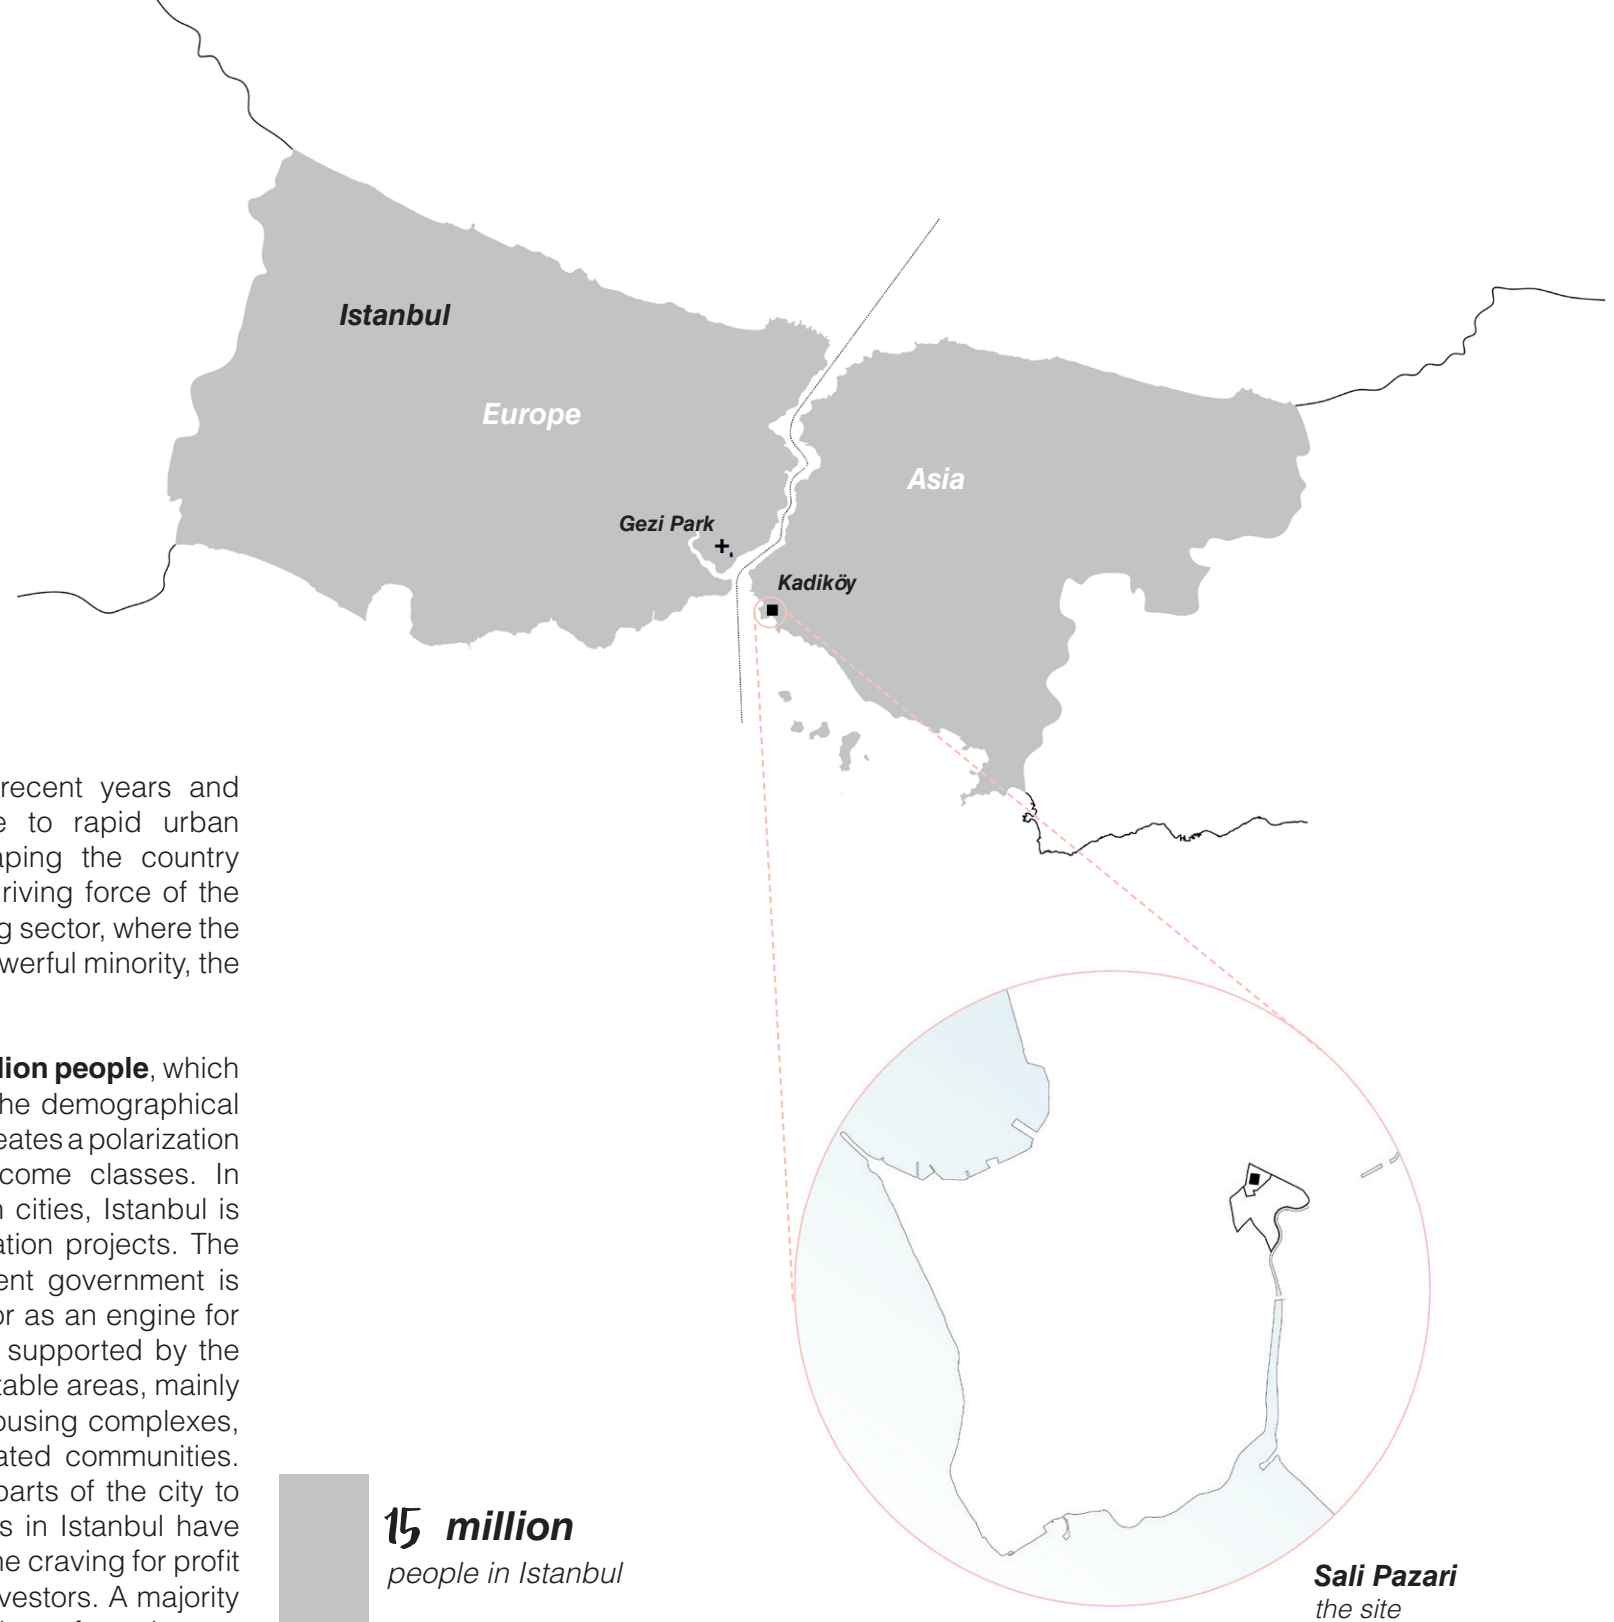 Istanbul
Europe
Asia
Gezi Park
Kadiköy
recent years and
e to rapid urban
aping the country
riving force of the
g sector, where the
werful minority, the
lion people, which
he demographical
eates a polarization
come classes. In
n cities, Istanbul is
ation projects. The
ent government is
or as an engine for
supported by the
table areas, mainly
ousing complexes,
ated communities.
parts of the city to
s in Istanbul have
ne craving for profit
vestors. A majority
15 million
people in Istanbul
Sali Pazari
the site